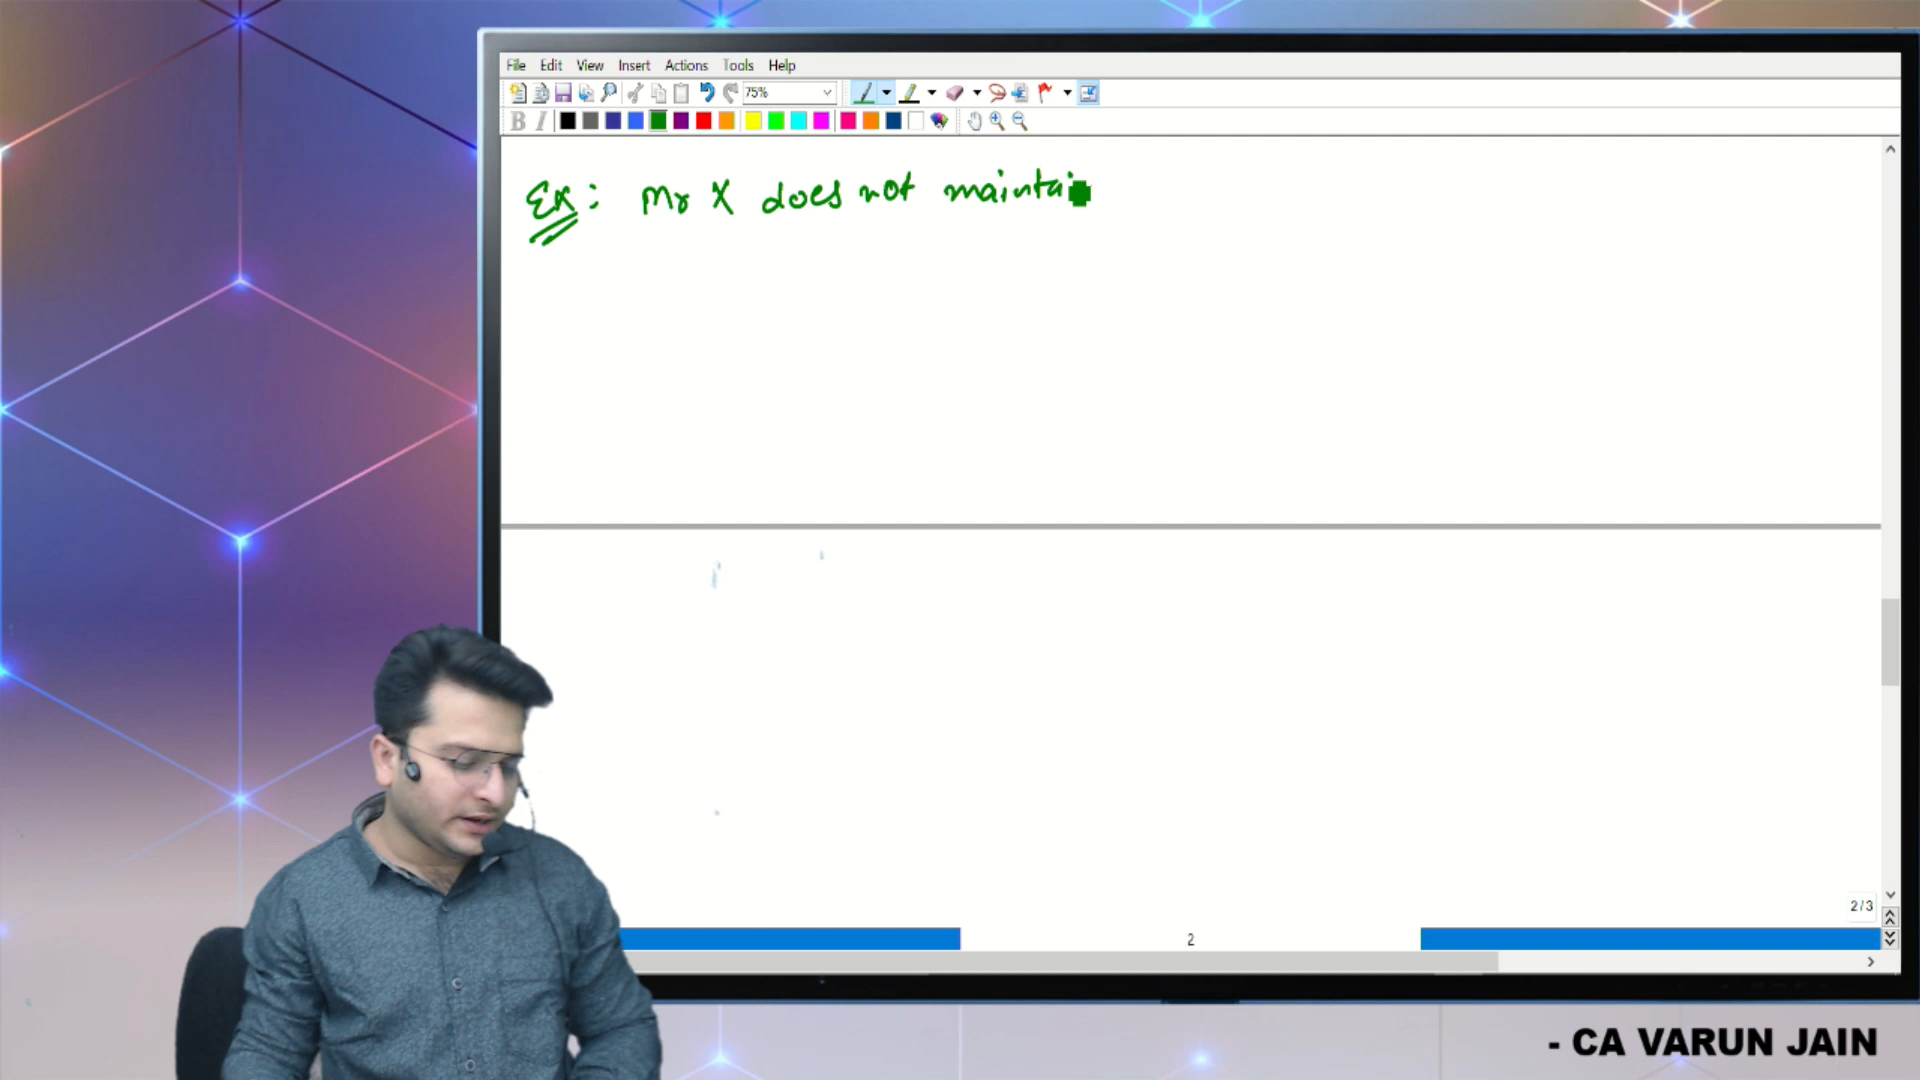 File Edit View Insert Actions Tools Help
75%
B I
Ex: Mr X does not maintai
2/3
2
- CA VARUN JAIN